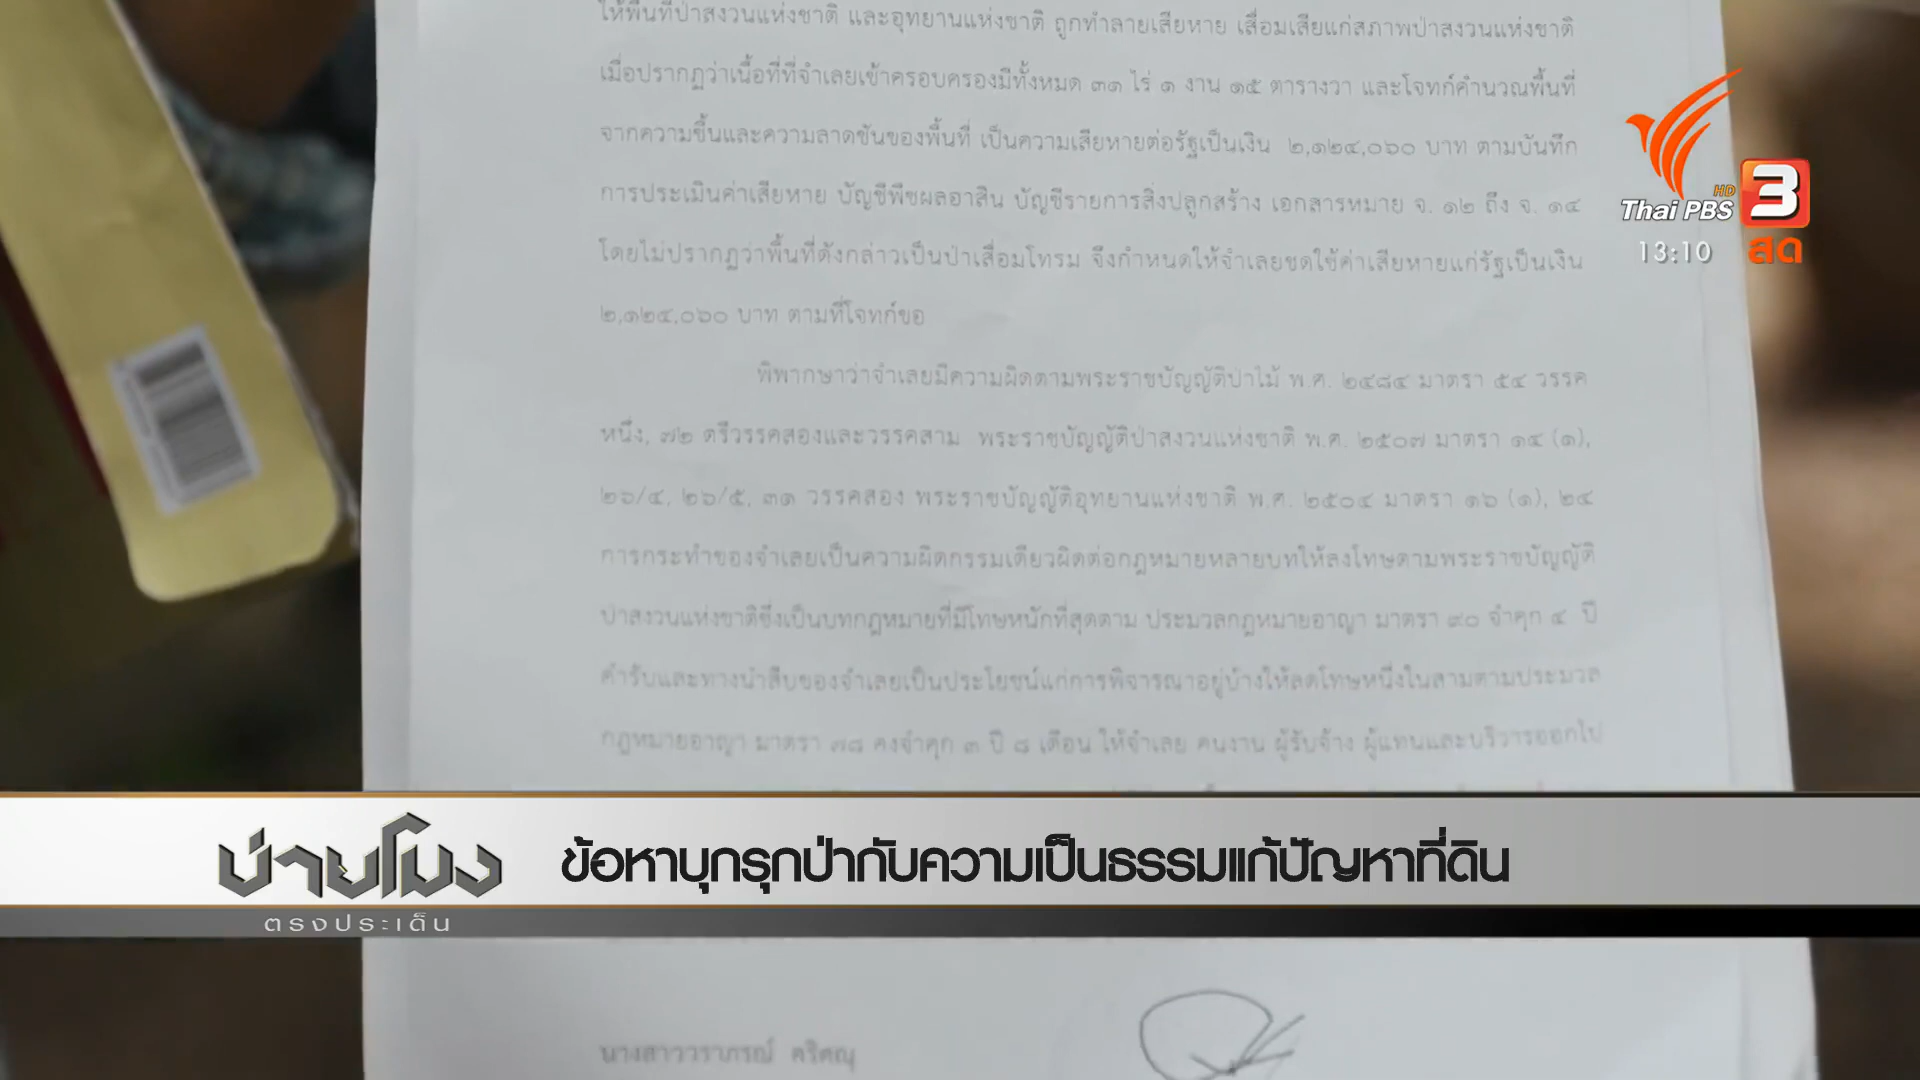 ให้พื้นที่ป่าสงวนแห่งชาติ และอุทยานแห่งชาติ ถูกทำลายเสียหาย เสื่อมเสียแก่สภาพป่าสงวนแห่งชาติ
เมื่อปรากฏว่าเนื้อที่ที่จำเลยเข้าครอบครองมีทั้งหมด ๓๑ ไร่ ๑ งาน ๑๕ ตารางวา และโจทก์คำนวณพื้นที่
จากความชื้นและความลาดชันของพื้นที่ เป็นความเสียหายต่อรัฐเป็นเงิน ๒,๑๒๔,๐๖๐ บาท ตามบันทึก
การประเมินค่าเสียหาย บัญชีพืชผลอาสิน บัญชีรายการสิ่งปลูกสร้าง เอกสารหมาย จ. ๑๒ ถึง จ. ๑๔
โดยไม่ปรากฏว่าพื้นที่ดังกล่าวเป็นป่าเสื่อมโทรม จึงกำหนดให้จำเลยชดใช้ค่าเสียหายแก่รัฐเป็นเงิน
๒,๑๒๔,๐๖๐ บาท ตามที่โจทก์ขอ
พิพากษาว่าจำเลยมีความผิดตามพระราชบัญญัติป่าไม้ พ.ศ. ๒๔๘๔ มาตรา ๕๔ วรรค
หนึ่ง, ๗๒ ตรีวรรคสองและวรรคสาม พระราชบัญญัติป่าสงวนแห่งชาติ พ.ศ. ๒๕๐๗ มาตรา ๑๔ (๑),
๒๖/๔, ๒๖/๕, ๓๑ วรรคสอง พระราชบัญญัติอุทยานแห่งชาติ พ.ศ. ๒๕๐๔ มาตรา ๑๖ (๑), ๒๔
การกระทำของจำเลยเป็นความผิดกรรมเดียวผิดต่อกฎหมายหลายบทให้ลงโทษตามพระราชบัญญัติ
ป่าสงวนแห่งชาติซึ่งเป็นบทกฎหมายที่มีโทษหนักที่สุดตาม ประมวลกฎหมายอาญา มาตรา ๙๐ จำคุก ๔ ปี
คำรับและทางนำสืบของจำเลยเป็นประโยชน์แก่การพิจารณาอยู่บ้างให้ลดโทษหนึ่งในสามตามประมวล
กฎหมายอาญา มาตรา ๗๘ คงจำคุก ๓ ปี ๘ เดือน ให้จำเลย คนงาน ผู้รับจ้าง ผู้แทนและบริวารออกไป
Thai PBS HD 3
13:10 สด
บ่ายโมง
ตรงประเด็น
ข้อหาบุกรุกป่ากับความเป็นธรรมแก้ปัญหาที่ดิน
นางสาววราภรณ์